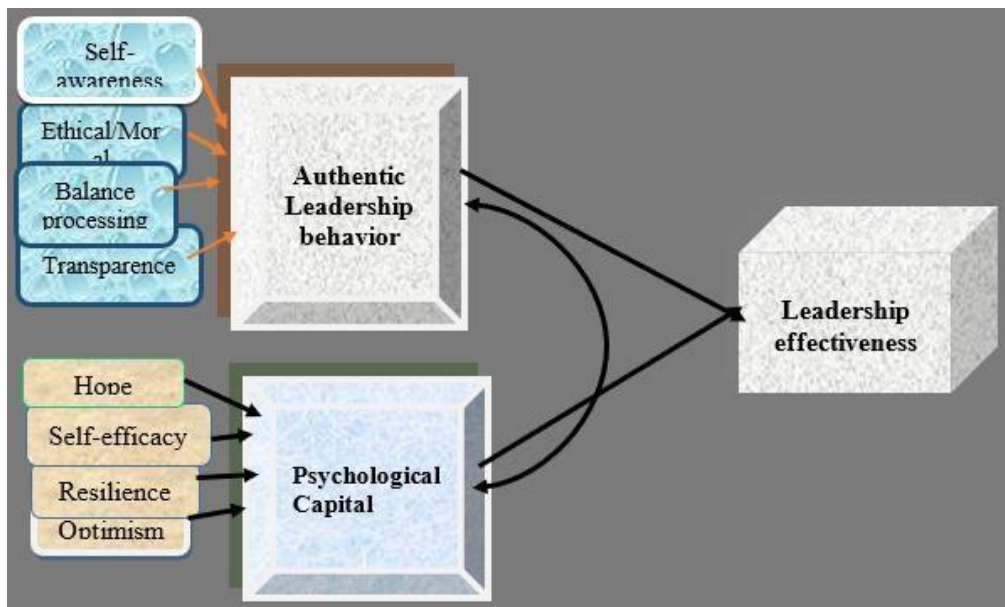 Self-
awareness
Ethical/Mor
al
Balance
processing
Transparence
Authentic
Leadership
behavior
Leadership
effectiveness
Hope
Self-efficacy
Resilience
Optimism
Psychological
Capital